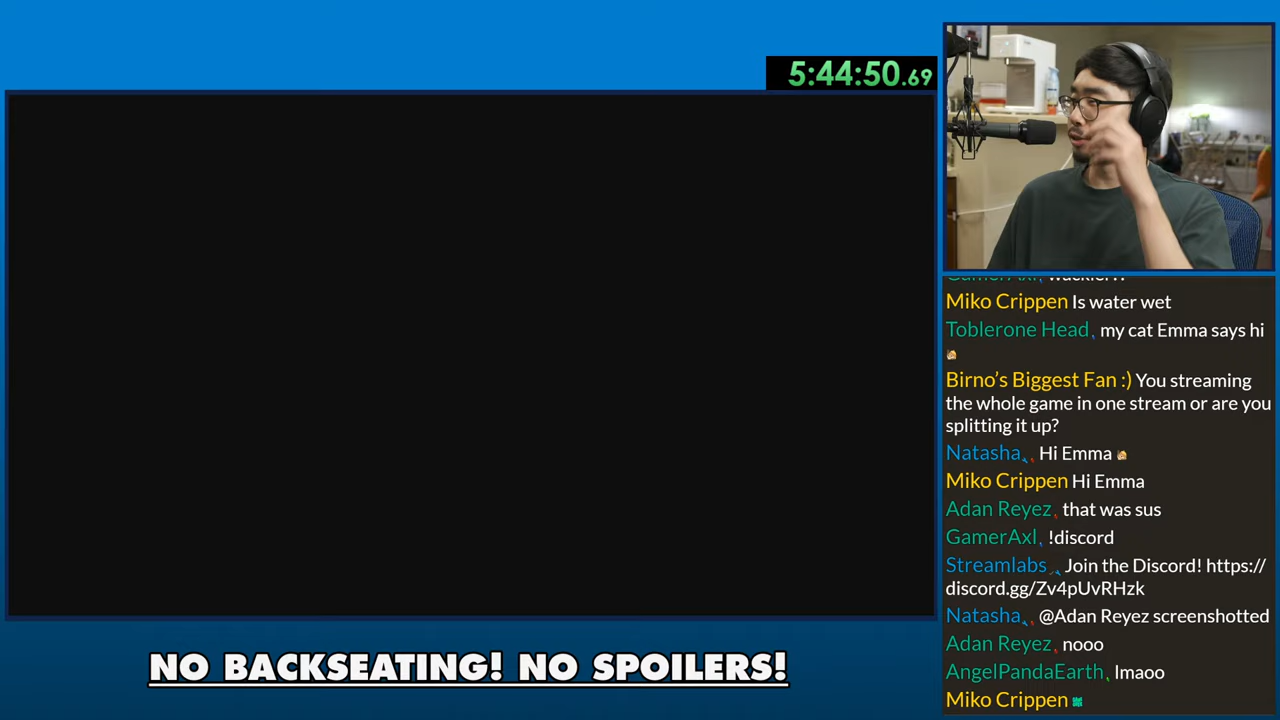 5:44:50.69
Miko Crippen Is water wet
Toblerone Head, my cat Emma says hi
Birno's Biggest Fan :) You streaming
the whole game in one stream or are you
splitting it up?
Natasha Hi Emma
Miko Crippen Hi Emma
Adan Reyez that was sus
GamerAxl !discord
Streamlabs Join the Discord! https://
discord.gg/Zv4pUvRHzk
Natasha @Adan Reyez screenshotted
Adan Reyez nooo
AngelPandaEarth lmaoo
Miko Crippen
NO BACKSEATING! NO SPOILERS!